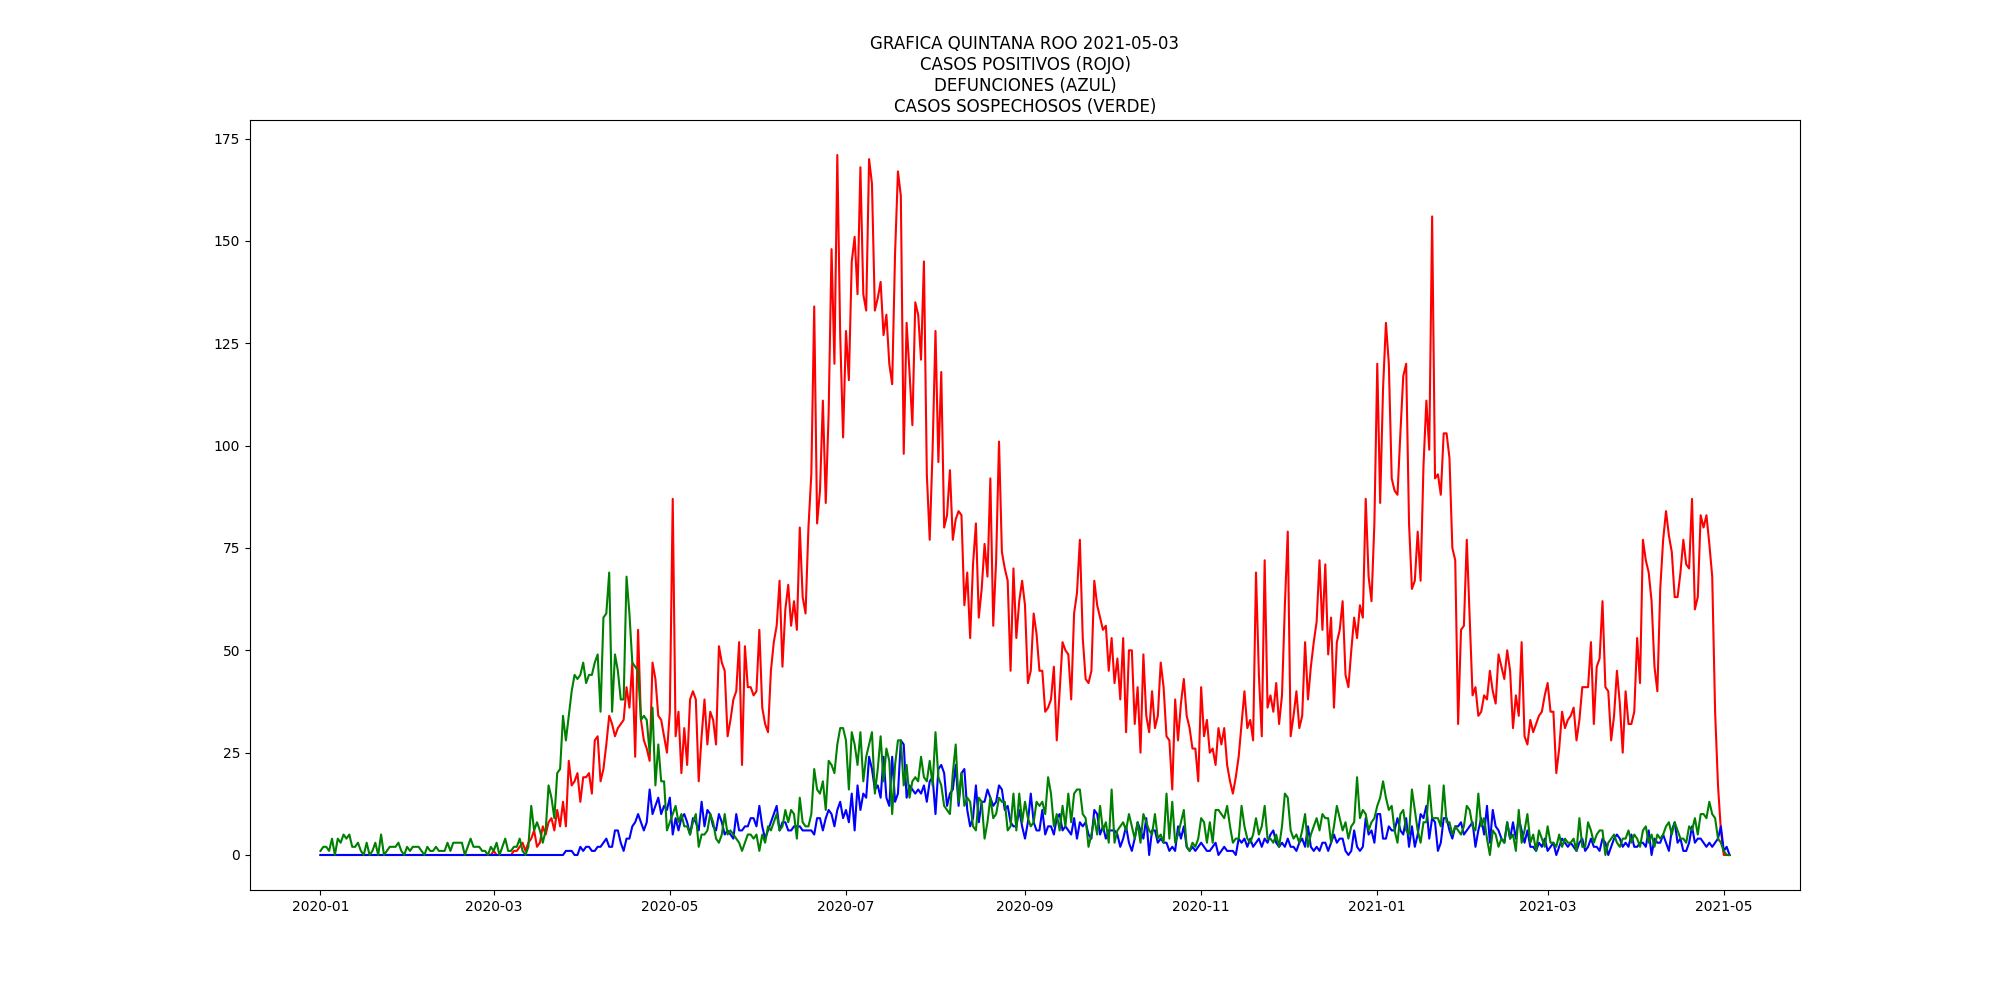 GRAFICA QUINTANA ROO 2021-05-03
CASOS POSITIVOS (ROJO)
DEFUNCIONES (AZUL)
CASOS SOSPECHOSOS (VERDE)
175
150
125
100
75
50
25
0
2020-01 2020-03 2020-05 2020-07 2020-09 2020-11 2021-01 2021-03 2021-05